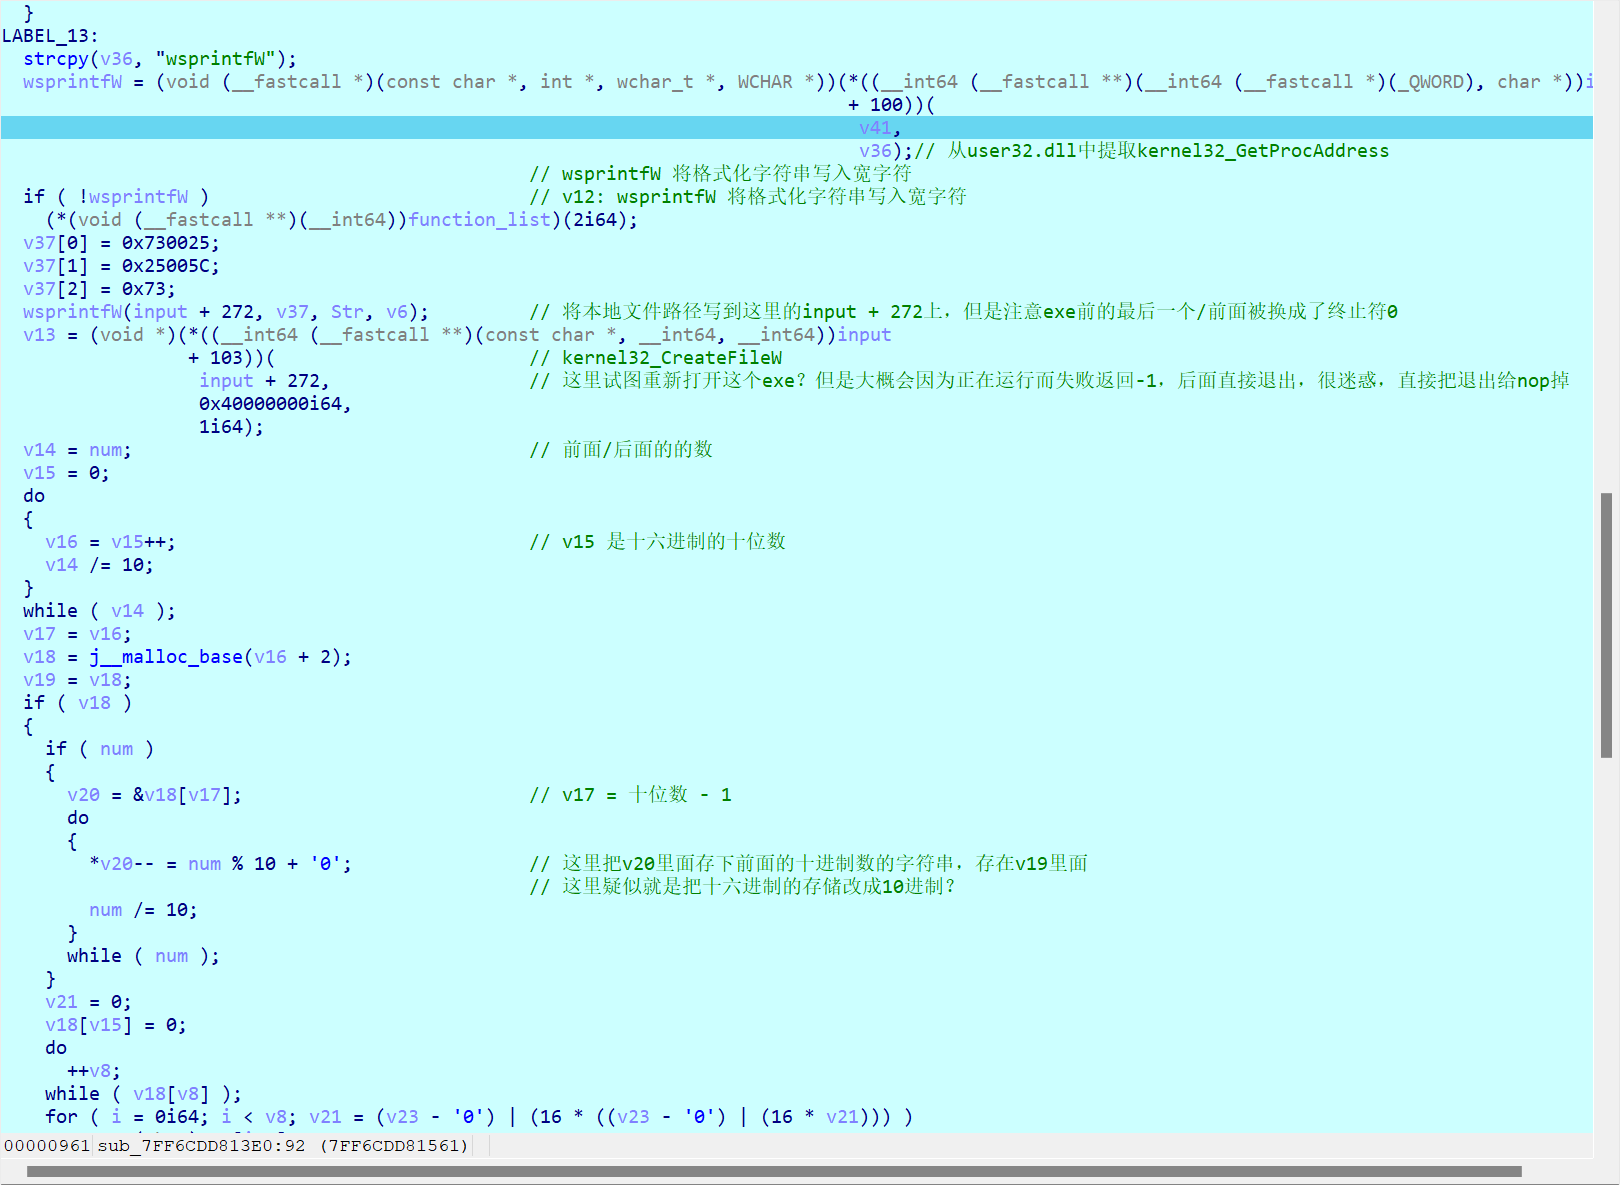 }
LABEL_13:
strcpy(v36, "wsprintfW");
wsprintfW = (void (__fastcall *)(const char *, int *, wchar_t *, WCHAR *))(*((__int64 (__fastcall **)(__int64 (__fastcall *)(_QWORD), char *))i
+ 100))(
v41,
v36);// 从user32.dll中提取kernel32_GetProcAddress
// wsprintfW 将格式化字符串写入宽字符
if ( !wsprintfW ) // v12: wsprintfW 将格式化字符串写入宽字符
(*(void (__fastcall **)(__int64))function_list)(2i64);
v37[0] = 0x730025;
v37[1] = 0x25005C;
v37[2] = 0x73;
wsprintfW(input + 272, v37, Str, v6); // 将本地文件路径写到这里的input + 272上，但是注意exe前的最后一个/前面被换成了终止符0
v13 = (void *)(*((__int64 (__fastcall **)(const char *, __int64, __int64))input
+ 103))( // kernel32_CreateFileW
input + 272, // 这里试图重新打开这个exe？但是大概会因为正在运行而失败返回-1，后面直接退出，很迷惑，直接把退出给nop掉
0x40000000i64,
1i64);
v14 = num; // 前面/后面的的数
v15 = 0;
do
{
v16 = v15++; // v15 是十六进制的十位数
v14 /= 10;
}
while ( v14 );
v17 = v16;
v18 = j__malloc_base(v16 + 2);
v19 = v18;
if ( v18 )
{
if ( num )
{
v20 = &v18[v17]; // v17 = 十位数 - 1
do
{
*v20-- = num % 10 + '0'; // 这里把v20里面存下前面的十进制数的字符串，存在v19里面
// 这里疑似就是把十六进制的存储改成10进制？
num /= 10;
}
while ( num );
}
v21 = 0;
v18[v15] = 0;
do
++v8;
while ( v18[v8] );
for ( i = 0i64; i < v8; v21 = (v23 - '0') | (16 * ((v23 - '0') | (16 * v21))) )
00000961 sub_7FF6CDD813E0:92 (7FF6CDD81561)